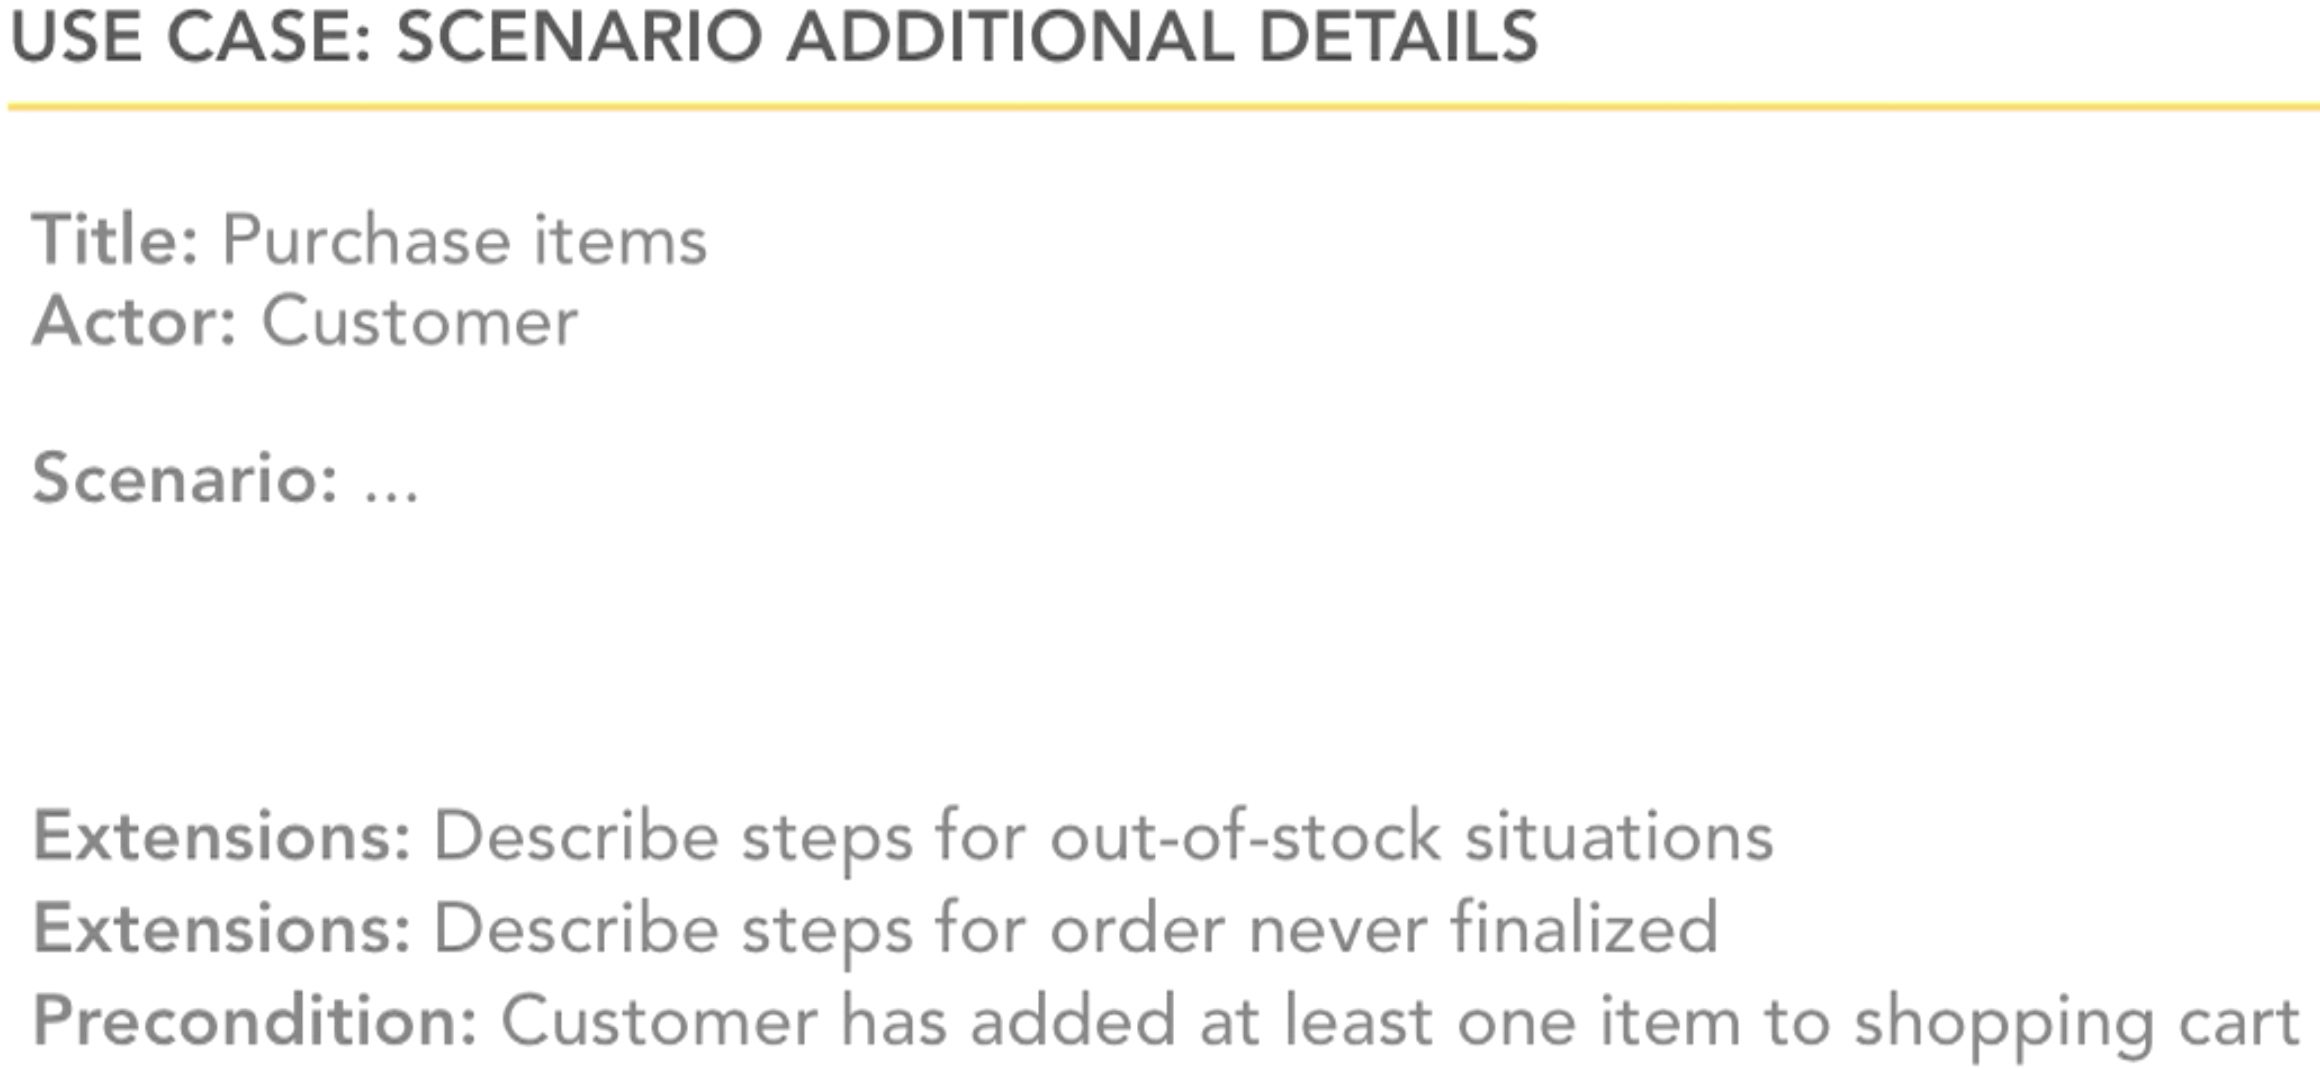 USE CASE: SCENARIO ADDITIONAL DETAILS
Title: Purchase items
Actor: Customer
Scenario: ...
Extensions: Describe steps for out-of-stock situations
Extensions: Describe steps for order never finalized
Precondition: Customer has added at least one item to shopping cart